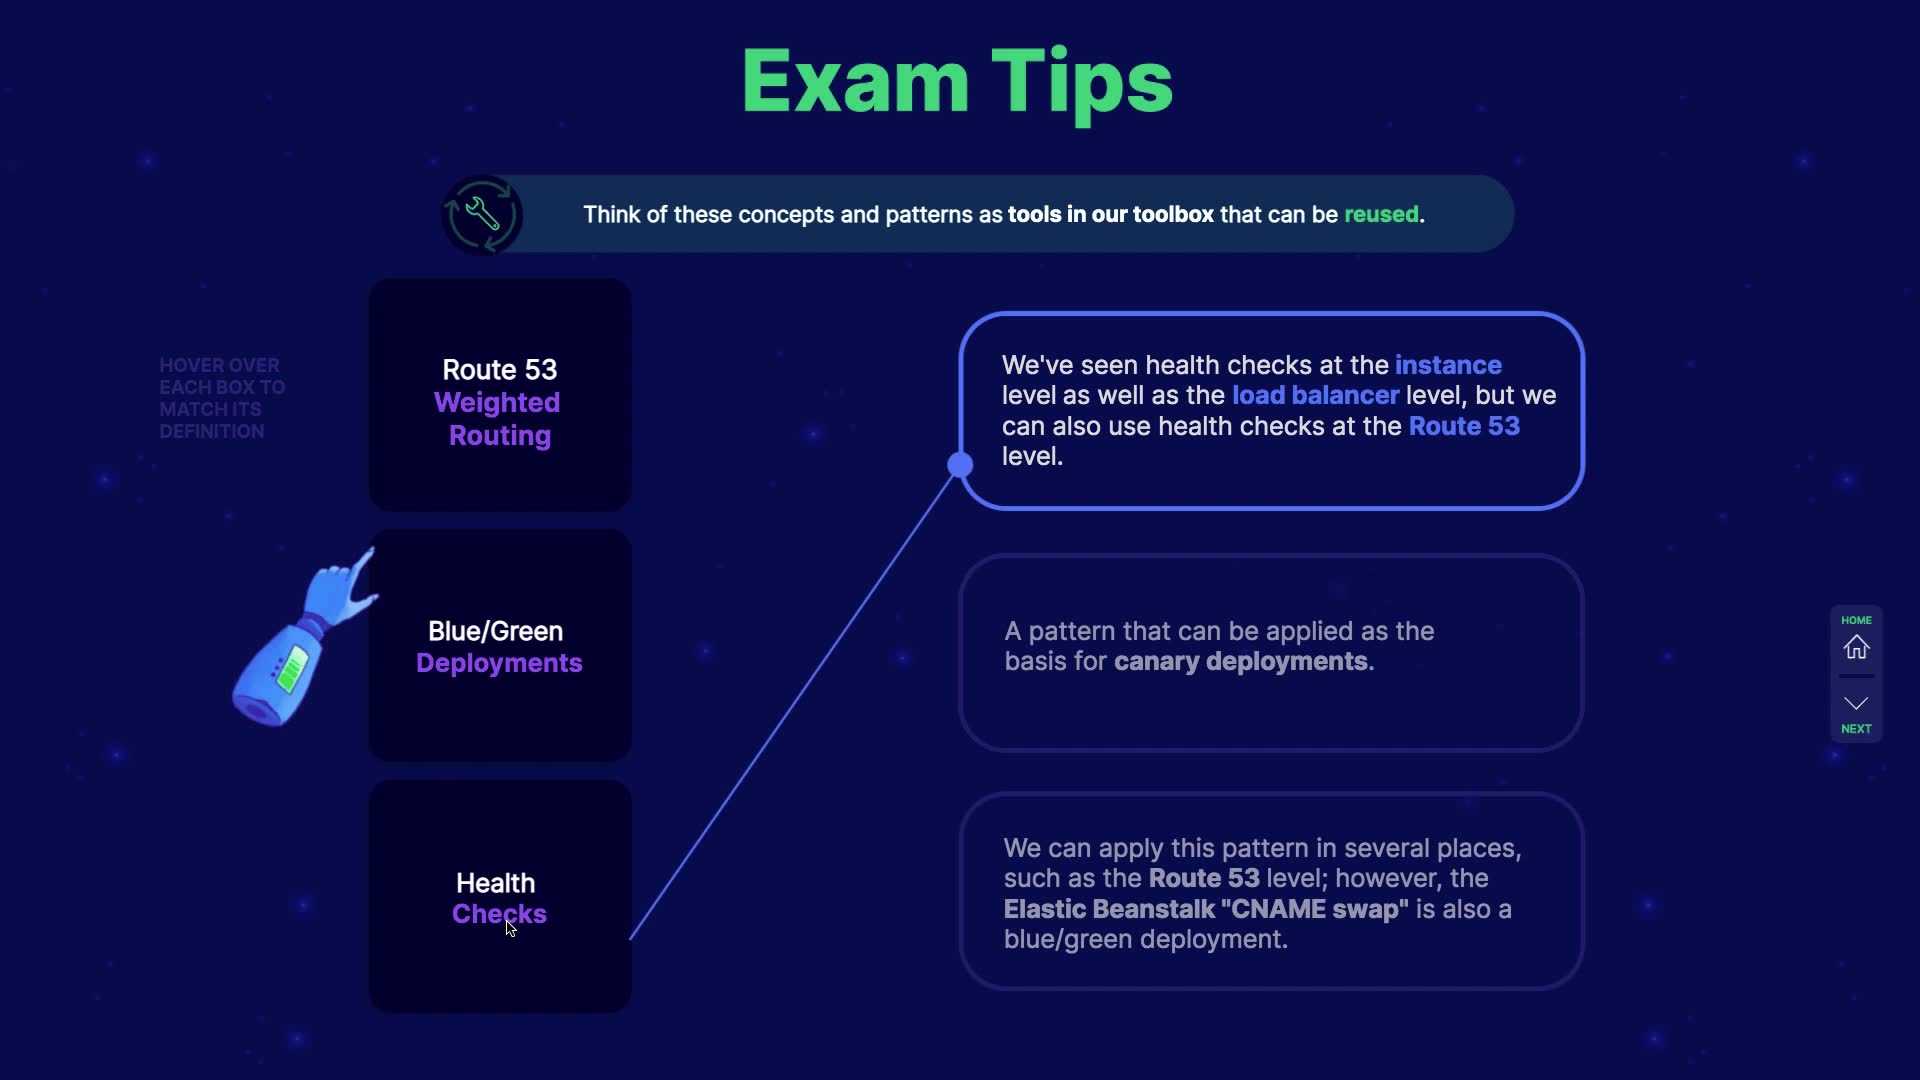 Exam Tips
Think of these concepts and patterns as tools in our toolbox that can be reused.
HOVER OVER
EACH BOX TO
MATCH ITS
DEFINITION
Route 53
Weighted
Routing
Blue/Green
Deployments
Health
Checks
We've seen health checks at the instance
level as well as the load balancer level, but we
can also use health checks at the Route 53
level.
A pattern that can be applied as the
basis for canary deployments.
We can apply this pattern in several places,
such as the Route 53 level; however, the
Elastic Beanstalk "CNAME swap" is also a
blue/green deployment.
HOME
NEXT